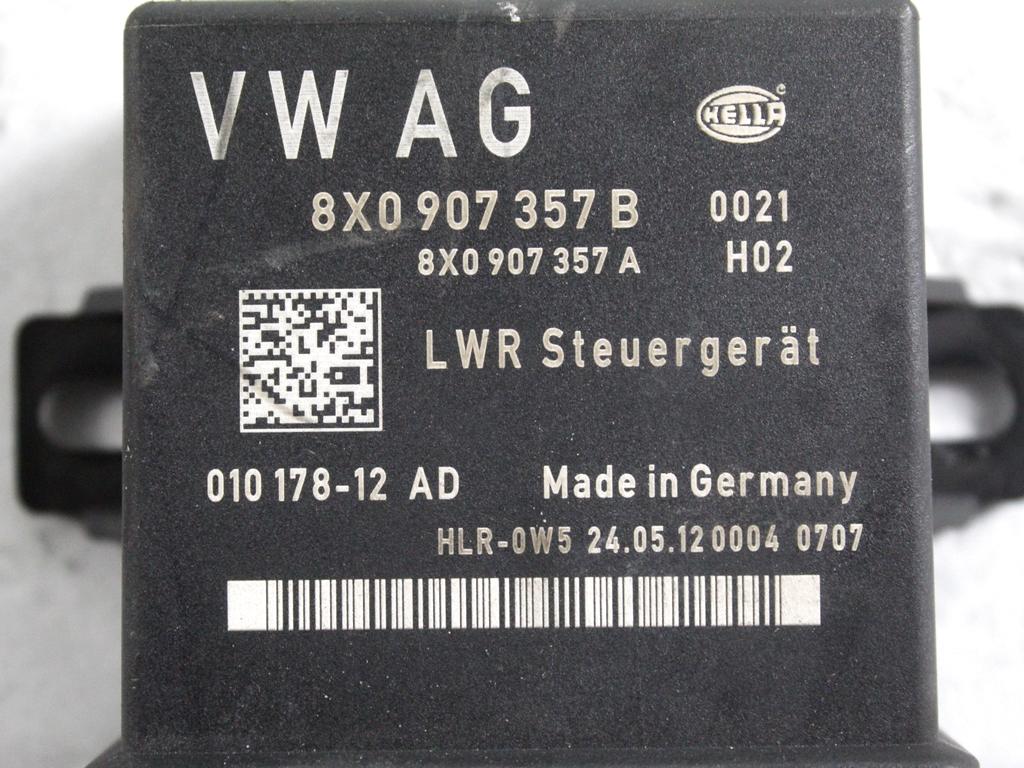 VW AG HELLA
8X0 907 357 B 0021
8X0 907 357 A H02
LWR Steuergerät
010 178-12 AD Made in Germany
HLR-0W5 24.05.12 0004 0707